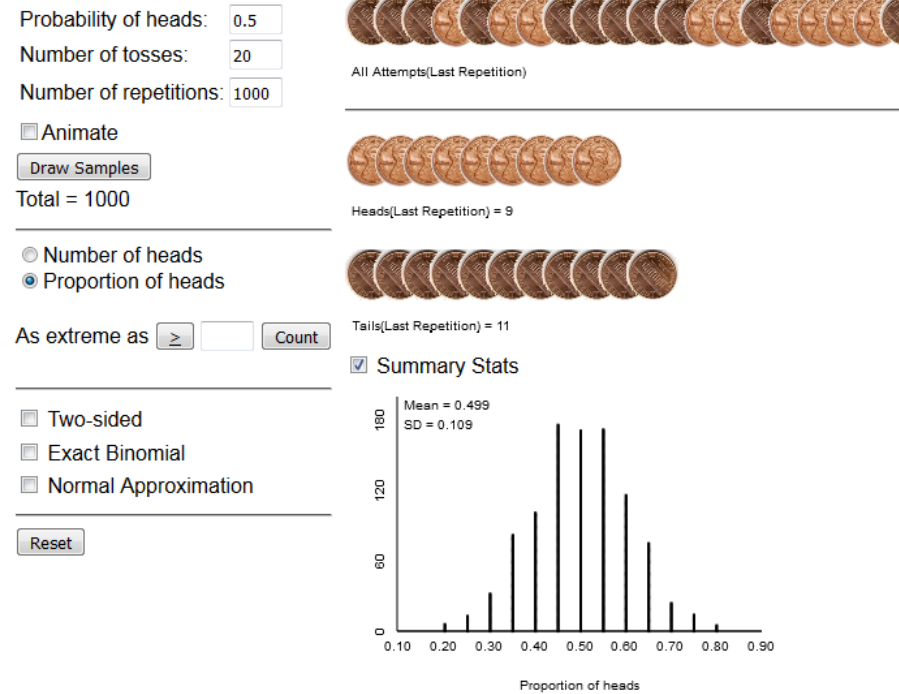 Probability of heads: 0.5
Number of tosses: 20
Number of repetitions: 1000
Animate
Draw Samples
Total = 1000
Number of heads
Proportion of heads
As extreme as ≥ Count
Two-sided
Exact Binomial
Normal Approximation
Reset
All Attempts(Last Repetition)
Heads(Last Repetition) = 9
Tails(Last Repetition) = 11
Summary Stats
Mean = 0.499
SD = 0.109
180
120
60
0
0.10 0.20 0.30 0.40 0.50 0.60 0.70 0.80 0.90
Proportion of heads